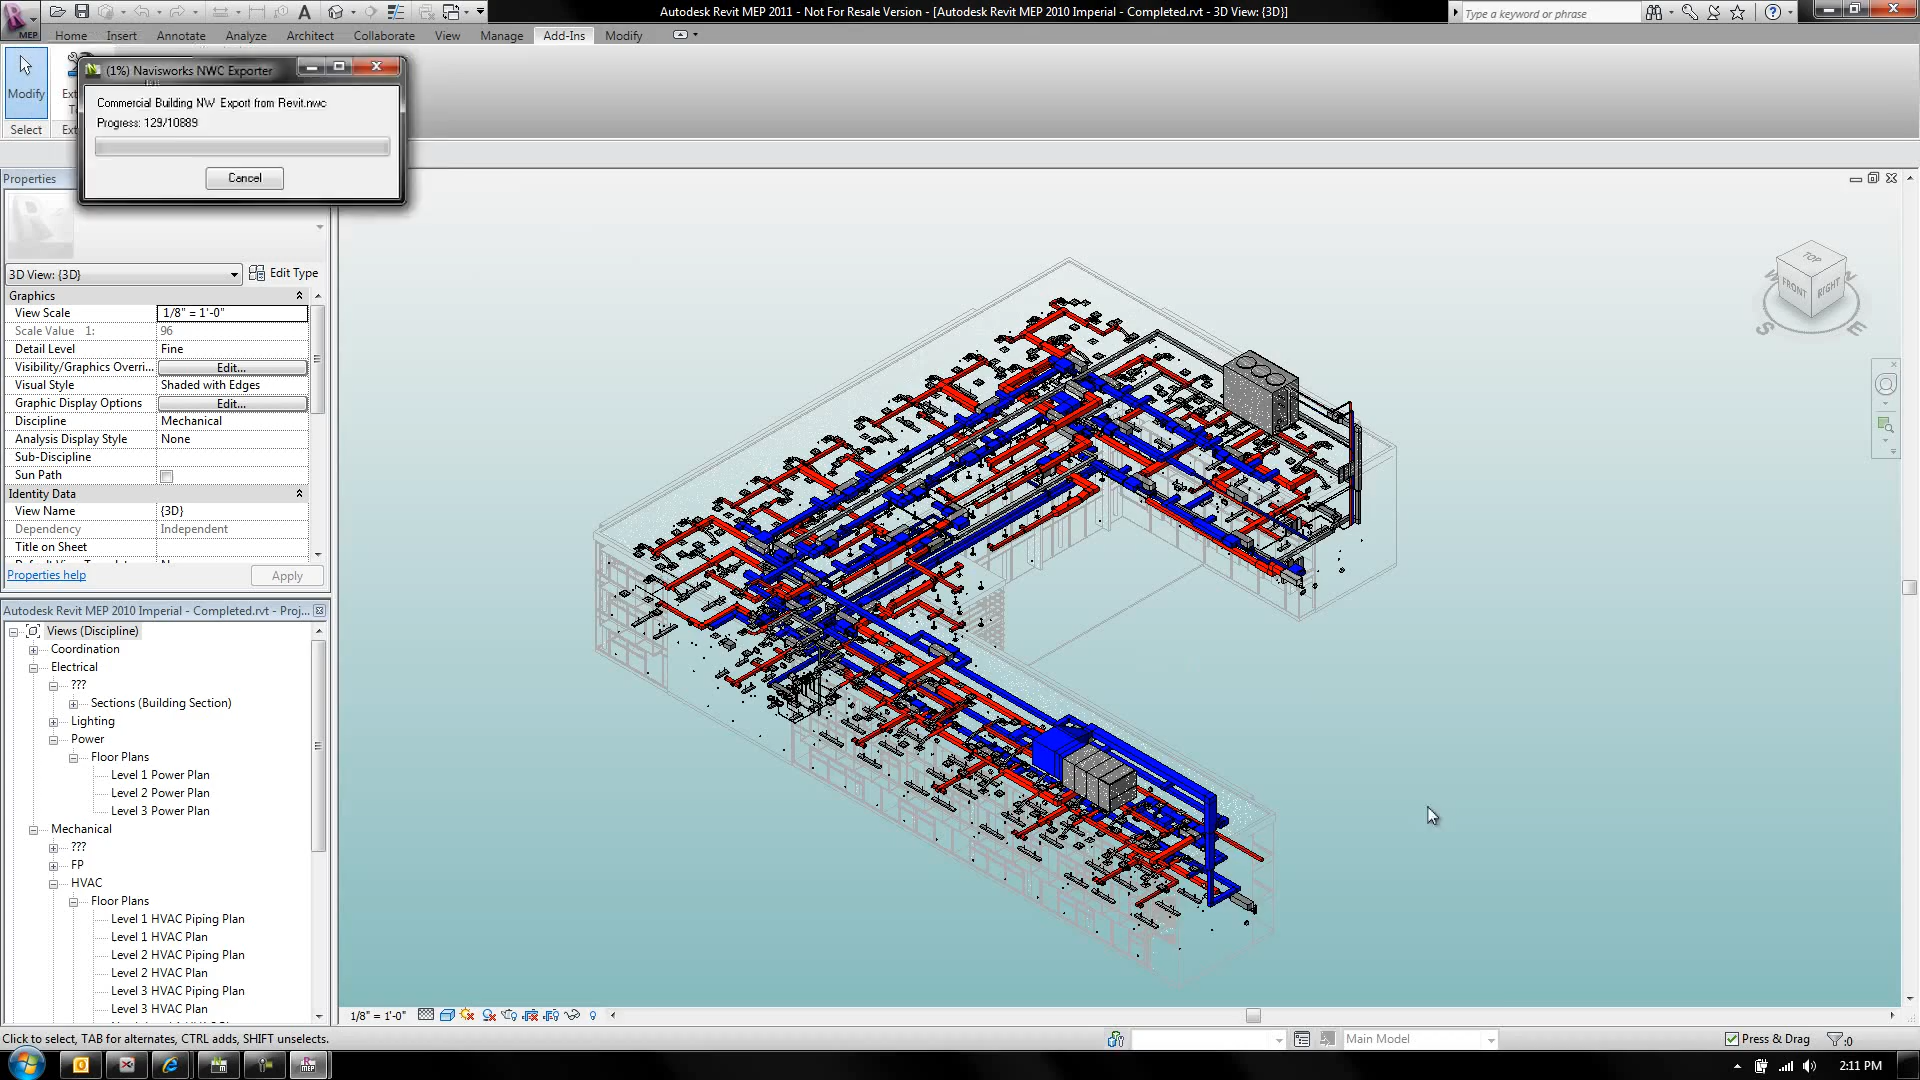 Autodesk Revit MEP 2011 - Not For Resale Version - [Autodesk Revit MEP 2010 Imperial - Completed.rvt - 3D View: {3D}]
Type a keyword or phrase
MEP
Home Insert Annotate Analyze Architect Collaborate View Manage Add-Ins Modify
Modify
Select
(1%) Navisworks NWC Exporter
Commercial Building NW Export from Revit.nwc
Progress: 129/10889
Cancel
Properties
3D View: {3D}
Edit Type
Graphics
View Scale 1/8" = 1'-0"
Scale Value 1: 96
Detail Level Fine
Visibility/Graphics Overri... Edit...
Visual Style Shaded with Edges
Graphic Display Options Edit...
Discipline Mechanical
Analysis Display Style None
Sub-Discipline
Sun Path
Identity Data
View Name {3D}
Dependency Independent
Title on Sheet
Properties help
Apply
Autodesk Revit MEP 2010 Imperial - Completed.rvt - Proj...
Views (Discipline)
Coordination
Electrical
???
Sections (Building Section)
Lighting
Power
Floor Plans
Level 1 Power Plan
Level 2 Power Plan
Level 3 Power Plan
Mechanical
???
FP
HVAC
Floor Plans
Level 1 HVAC Piping Plan
Level 1 HVAC Plan
Level 2 HVAC Piping Plan
Level 2 HVAC Plan
Level 3 HVAC Piping Plan
Level 3 HVAC Plan
TOP
FRONT RIGHT
W N
S E
1/8" = 1'-0"
Click to select, TAB for alternates, CTRL adds, SHIFT unselects.
Main Model
Press & Drag
:0
2:11 PM